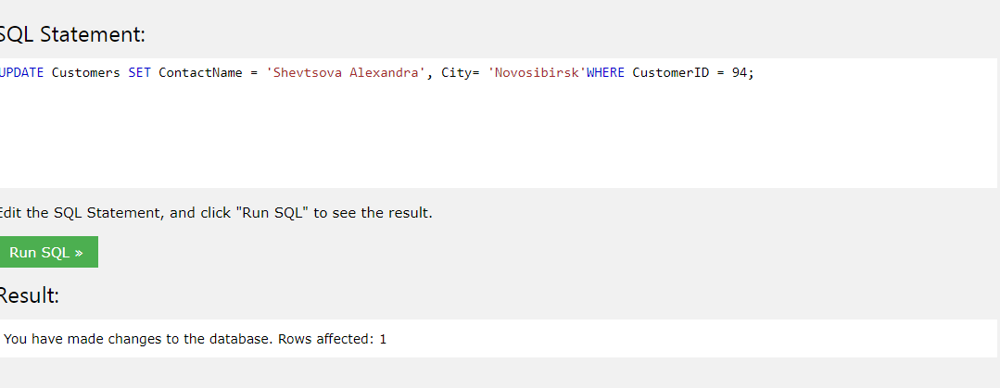 SQL Statement:
UPDATE Customers SET ContactName = 'Shevtsova Alexandra', City= 'Novosibirsk'WHERE CustomerID = 94;
Edit the SQL Statement, and click "Run SQL" to see the result.
Run SQL »
Result:
You have made changes to the database. Rows affected: 1